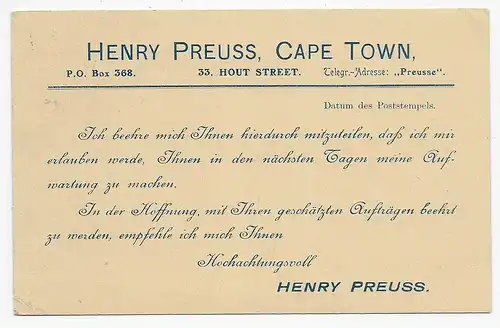 HENRY PREUSS, CAPE TOWN,
P.O. Box 368. 33, HOUT STREET. Telegr.-Adresse: „Preusse“.
Datum des Poststempels.
Ich beehre mich Ihnen hierdurch mitzuteilen, daß ich mir
erlauben werde, Ihnen in den nächsten Tagen meine Auf-
wartung zu machen.
In der Hoffnung, mit Ihren geschätzten Aufträgen beehrt
zu werden, empfehle ich mich Ihnen
Hochachtungsvoll
HENRY PREUSS.